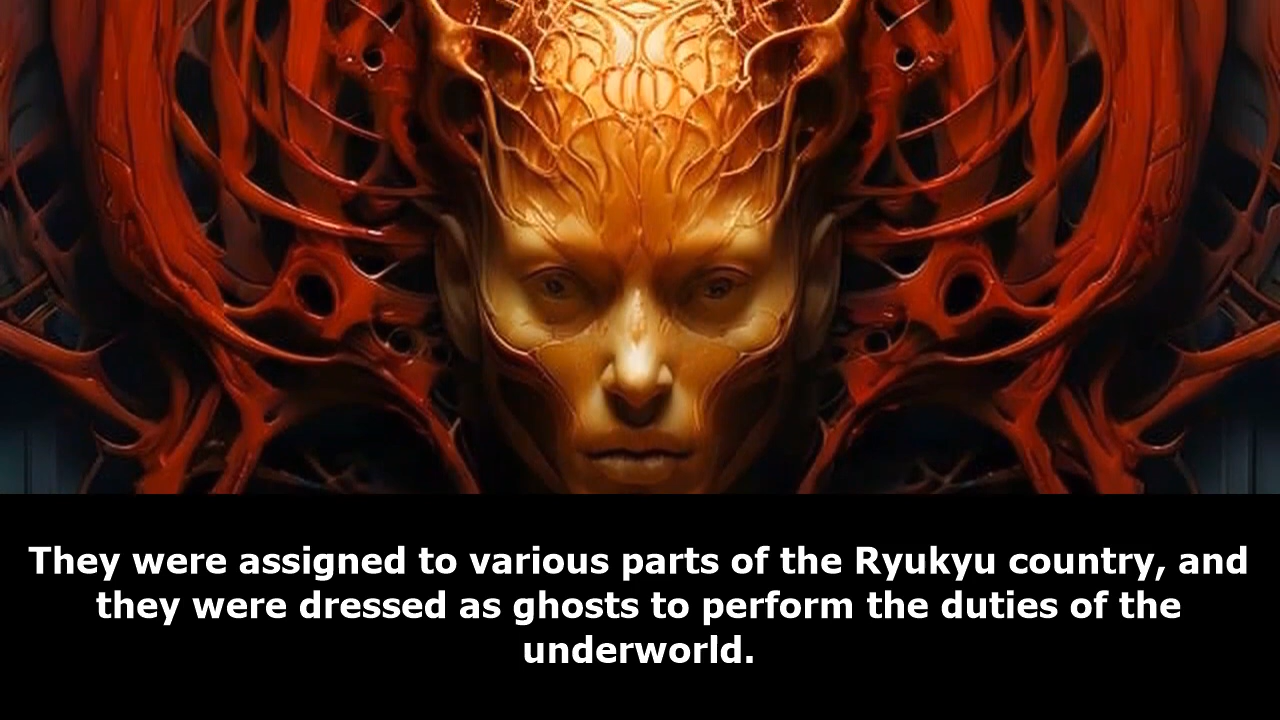 They were assigned to various parts of the Ryukyu country, and
they were dressed as ghosts to perform the duties of the
underworld.